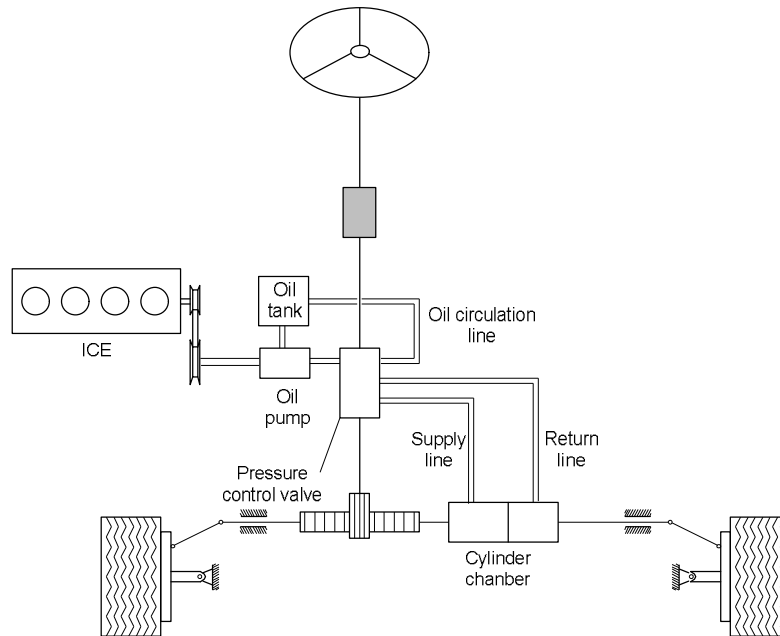 Oil
tank
Oil circulation
line
ICE
Oil
pump
Supply
line
Return
line
Pressure
control valve
Cylinder
chanber